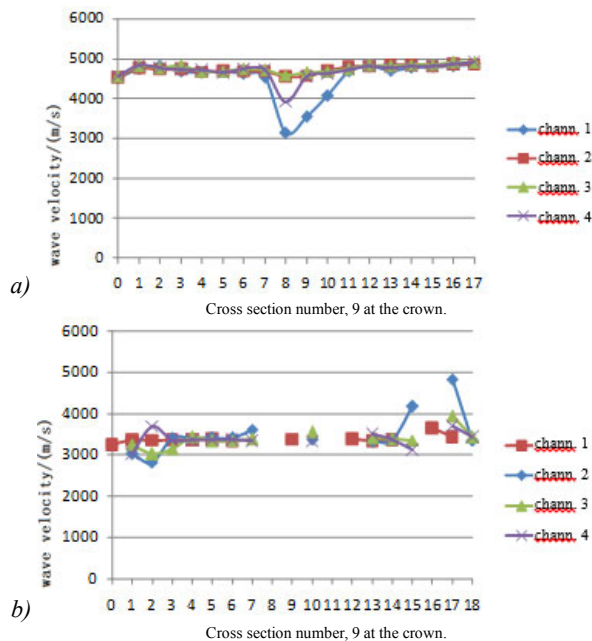 6000
5000
4000
3000
2000
1000
0
wave velocity/(m/s)
0 1 2 3 4 5 6 7 8 9 10 11 12 13 14 15 16 17
chann. 1
chann. 2
chann. 3
chann. 4
a)
Cross section number, 9 at the crown.
6000
5000
4000
3000
2000
1000
0
wave velocity/(m/s)
0 1 2 3 4 5 6 7 8 9 10 11 12 13 14 15 16 17 18
chann. 1
chann. 2
chann. 3
chann. 4
b)
Cross section number, 9 at the crown.